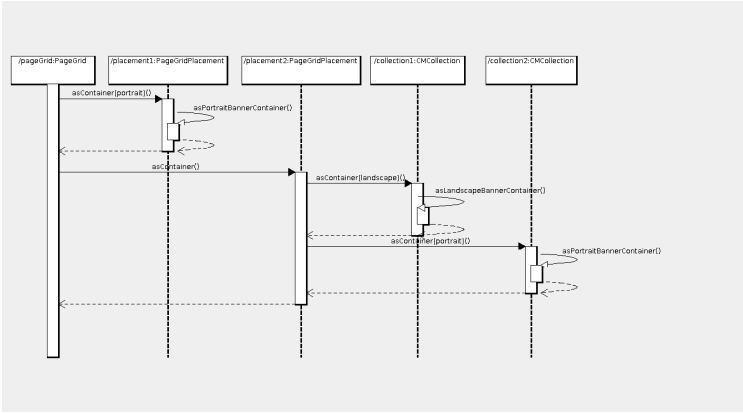 /pageGrid:PageGrid
/placement1:PageGridPlacement
/placement2:PageGridPlacement
/collection1:CMCollection
/collection2:CMCollection
asContainer[portrait]()
asPortraitBannerContainer()
asContainer()
asContainer[landscape]()
asLandscapeBannerContainer()
asContainer[portrait]()
asPortraitBannerContainer()